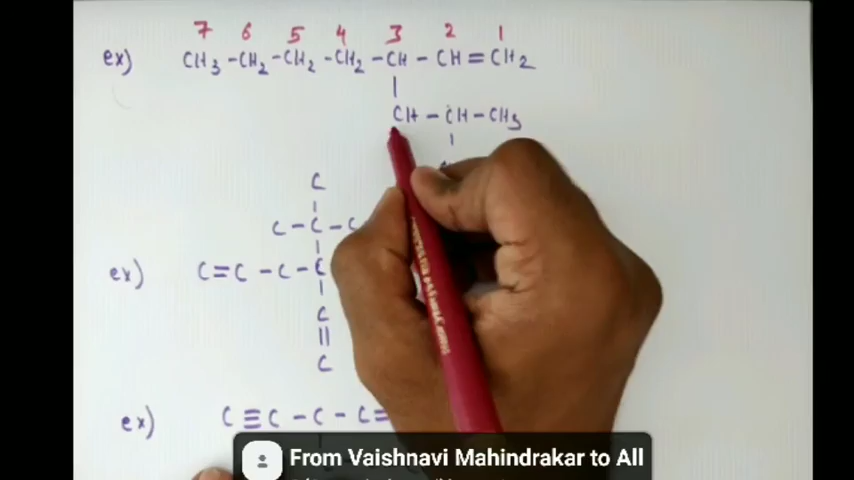 7 6 5 4 3 2 1
ex) CH₃ - CH₂ - CH₂ - CH₂ - CH - CH = CH₂
CH - CH - CH₃
C
C - C - C
ex) C = C - C - C
C
C
ex) C ≡ C - C - C =
From Vaishnavi Mahindrakar to All